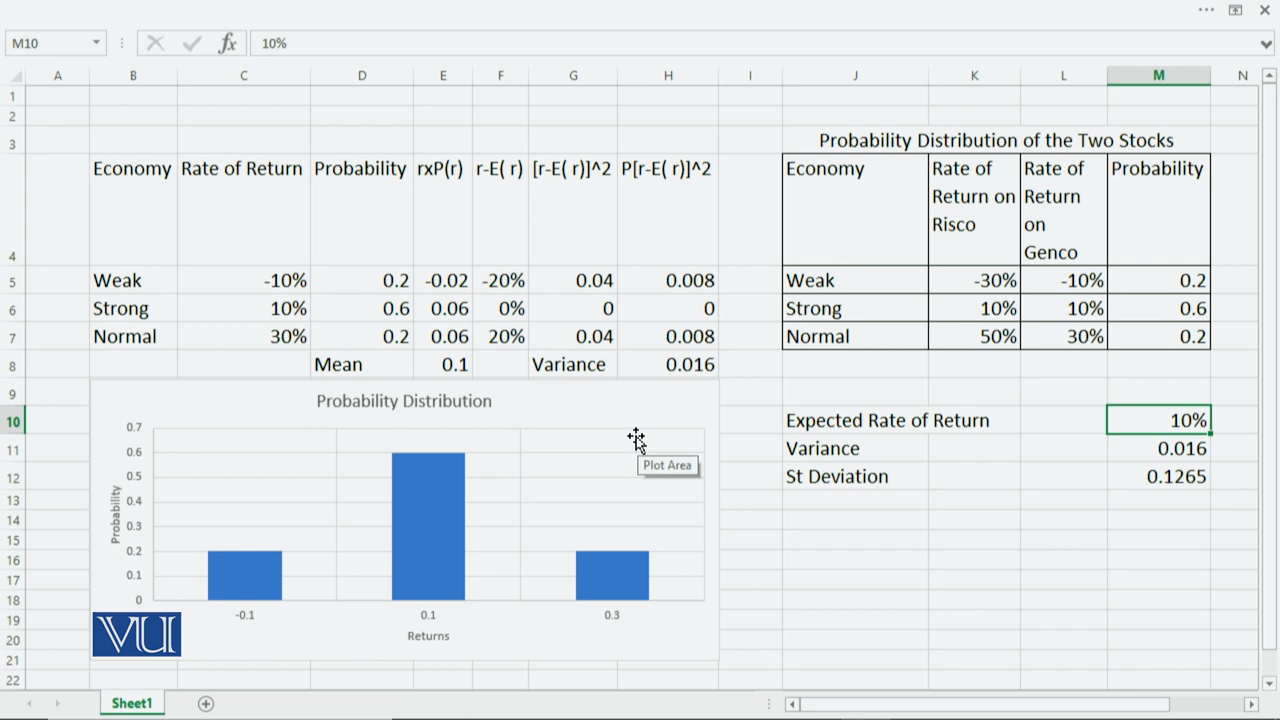 M10
fx
10%
A B C D E F G H I J K L M N
1
2
3 Probability Distribution of the Two Stocks
4 Economy Rate of Return Probability rxP(r) r-E( r) [r-E( r)]^2 P[r-E( r)]^2 Economy Rate of Return on Risco Rate of Return on Genco Probability
5 Weak -10% 0.2 -0.02 -20% 0.04 0.008 Weak -30% -10% 0.2
6 Strong 10% 0.6 0.06 0% 0 0 Strong 10% 10% 0.6
7 Normal 30% 0.2 0.06 20% 0.04 0.008 Normal 50% 30% 0.2
8 Mean 0.1 Variance 0.016
9
10 Expected Rate of Return 10%
11 Variance 0.016
12 St Deviation 0.1265
13
14
15
16
17
18
19
20
21
22
Probability Distribution
0.7
0.6
0.5
0.4
0.3
0.2
0.1
0
Probability
-0.1 0.1 0.3
Returns
Plot Area
VU
Sheet1